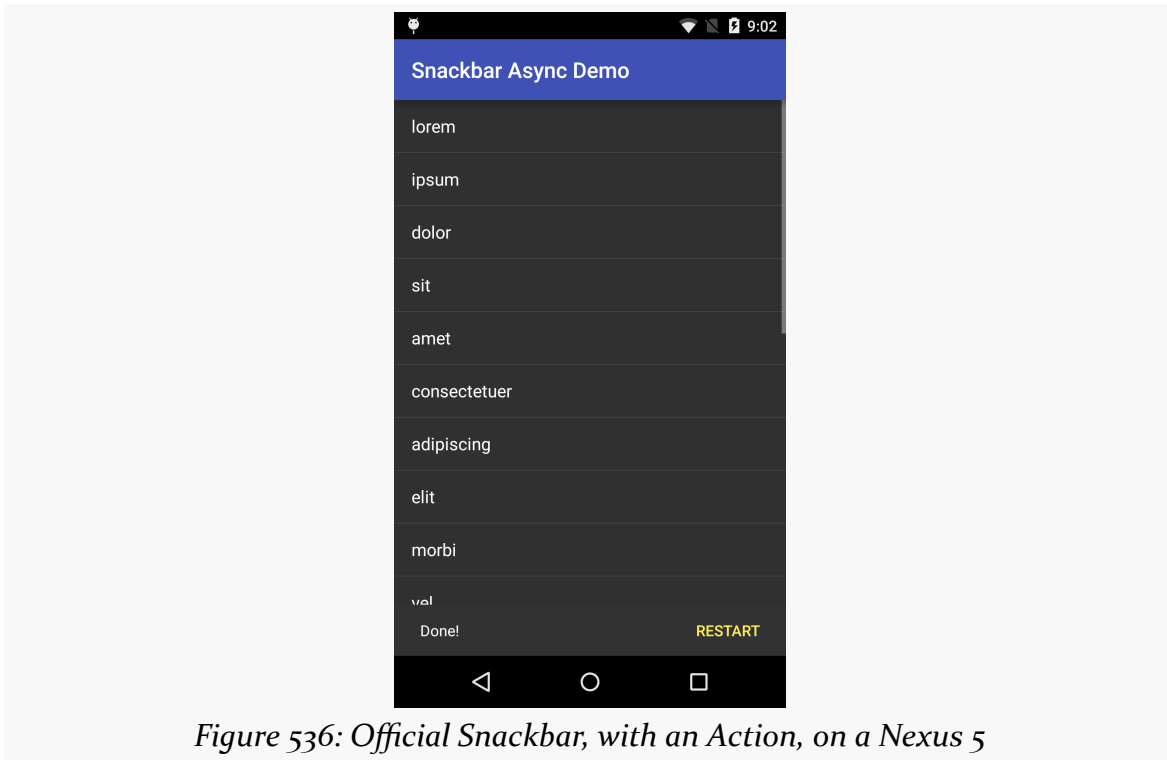 9:02
Snackbar Async Demo
lorem
ipsum
dolor
sit
amet
consectetuer
adipiscing
elit
morbi
vel
Done! RESTART
Figure 536: Official Snackbar, with an Action, on a Nexus 5